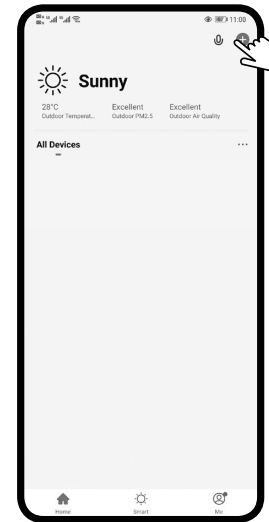 11:00
Sunny
28°C Excellent Excellent
Outdoor Temperat... Outdoor PM2.5 Outdoor Air Quality
All Devices
Home Smart Me